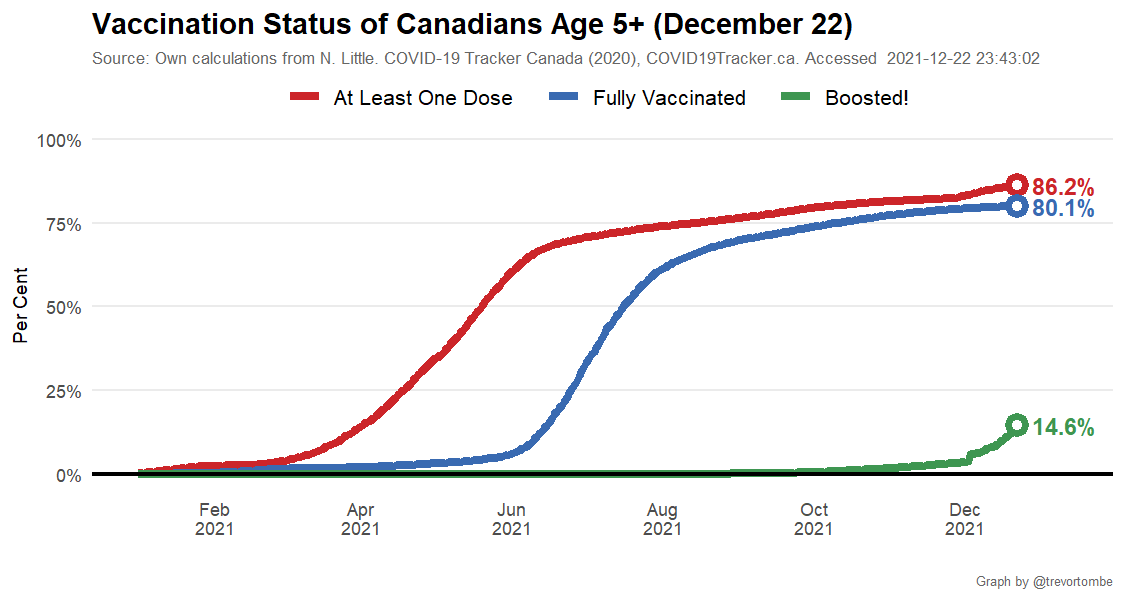 Vaccination Status of Canadians Age 5+ (December 22)
Source: Own calculations from N. Little. COVID-19 Tracker Canada (2020), COVID19Tracker.ca. Accessed  2021-12-22 23:43:02
At Least One Dose Fully Vaccinated Boosted!
Per Cent
100%
75%
50%
25%
0%
86.2%
80.1%
14.6%
Feb 2021
Apr 2021
Jun 2021
Aug 2021
Oct 2021
Dec 2021
Graph by @trevortombe